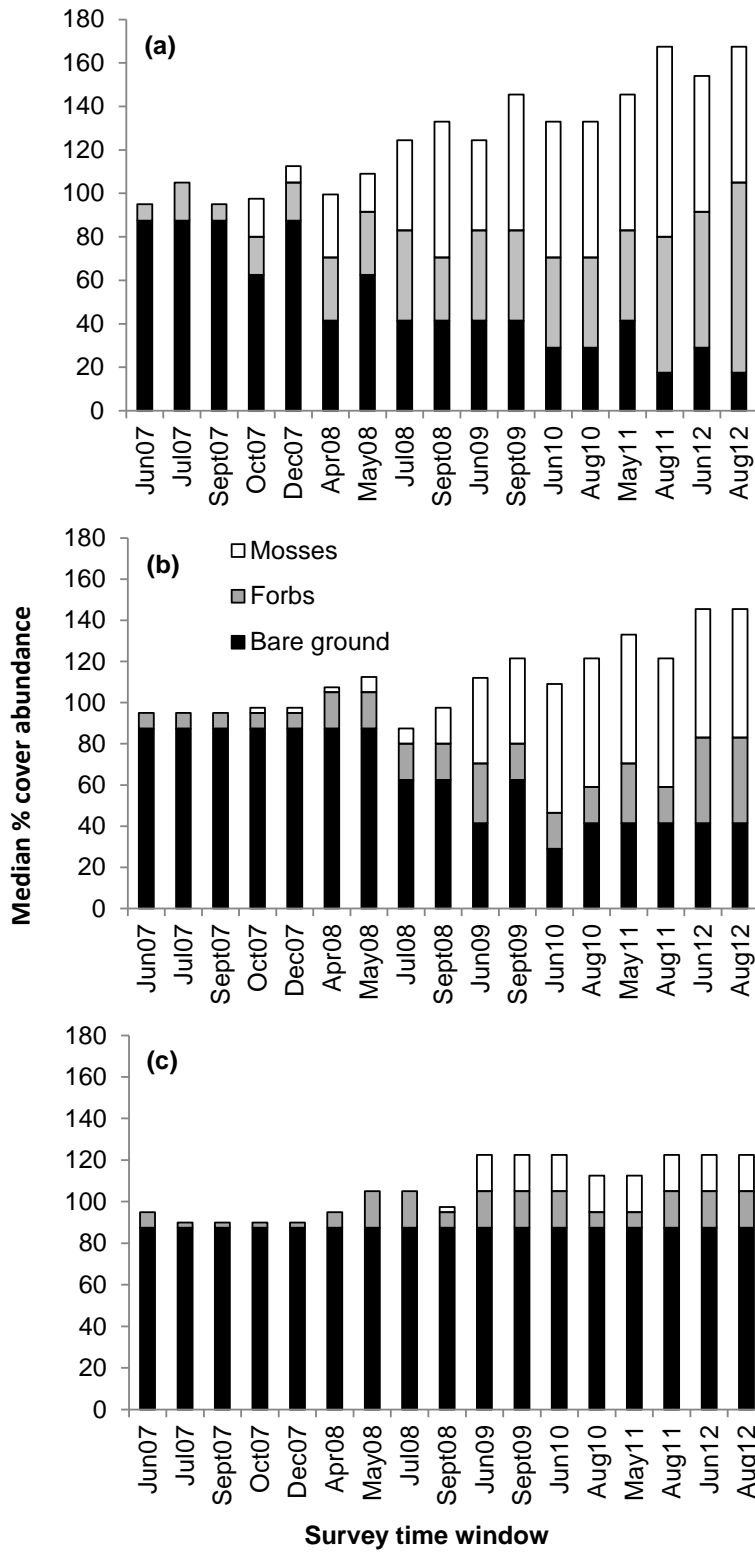 180
160
140
120
100
80
60
40
20
0
(a)
Jun07
Jul07
Sept07
Oct07
Dec07
Apr08
May08
Jul08
Sept08
Jun09
Sept09
Jun10
Aug10
May11
Aug11
Jun12
Aug12
Median % cover abundance
180
160
140
120
100
80
60
40
20
0
(b)
Mosses
Forbs
Bare ground
Jun07
Jul07
Sept07
Oct07
Dec07
Apr08
May08
Jul08
Sept08
Jun09
Sept09
Jun10
Aug10
May11
Aug11
Jun12
Aug12
180
160
140
120
100
80
60
40
20
0
(c)
Jun07
Jul07
Sept07
Oct07
Dec07
Apr08
May08
Jul08
Sept08
Jun09
Sept09
Jun10
Aug10
May11
Aug11
Jun12
Aug12
Survey time window